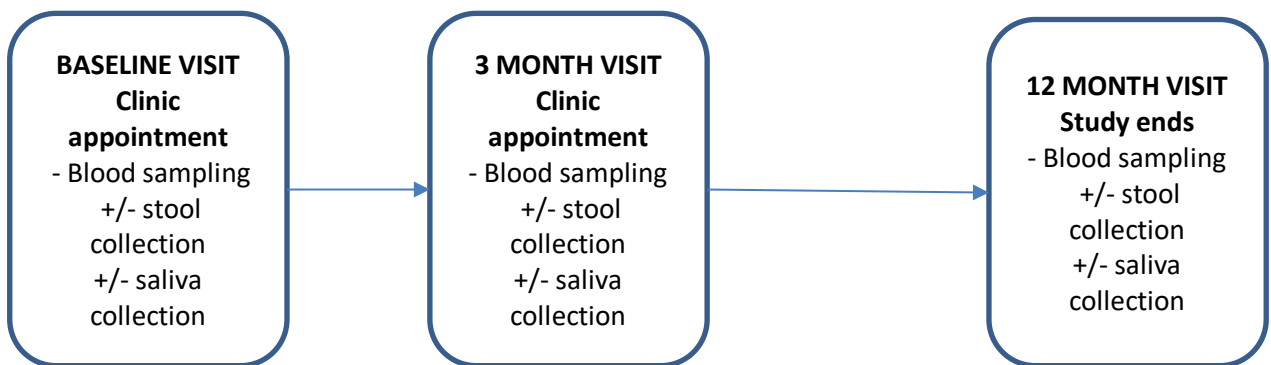 BASELINE VISIT
Clinic
appointment
- Blood sampling
+/- stool
collection
+/- saliva
collection
3 MONTH VISIT
Clinic
appointment
- Blood sampling
+/- stool
collection
+/- saliva
collection
12 MONTH VISIT
Study ends
- Blood sampling
+/- stool
collection
+/- saliva
collection